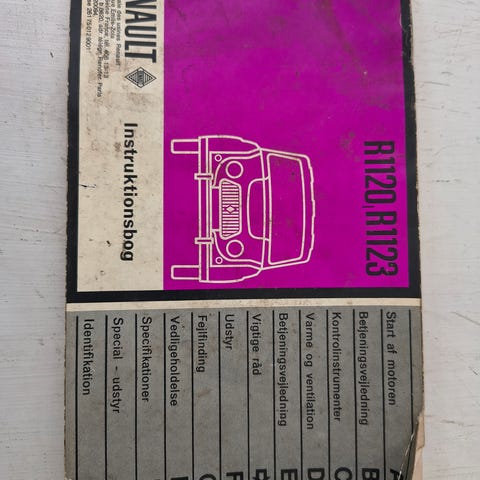 R1120, R1123
Instruktionsbog
Start af motoren A
Betjeningsvejledning B
Kontrolinstrumenter C
Varme og ventilation D
Betjeningsvejledning E
Vigtige råd
Udstyr F
Fejlfinding G
Vedligeholdelse
Specifikationer
Special - udstyr
Identifikation